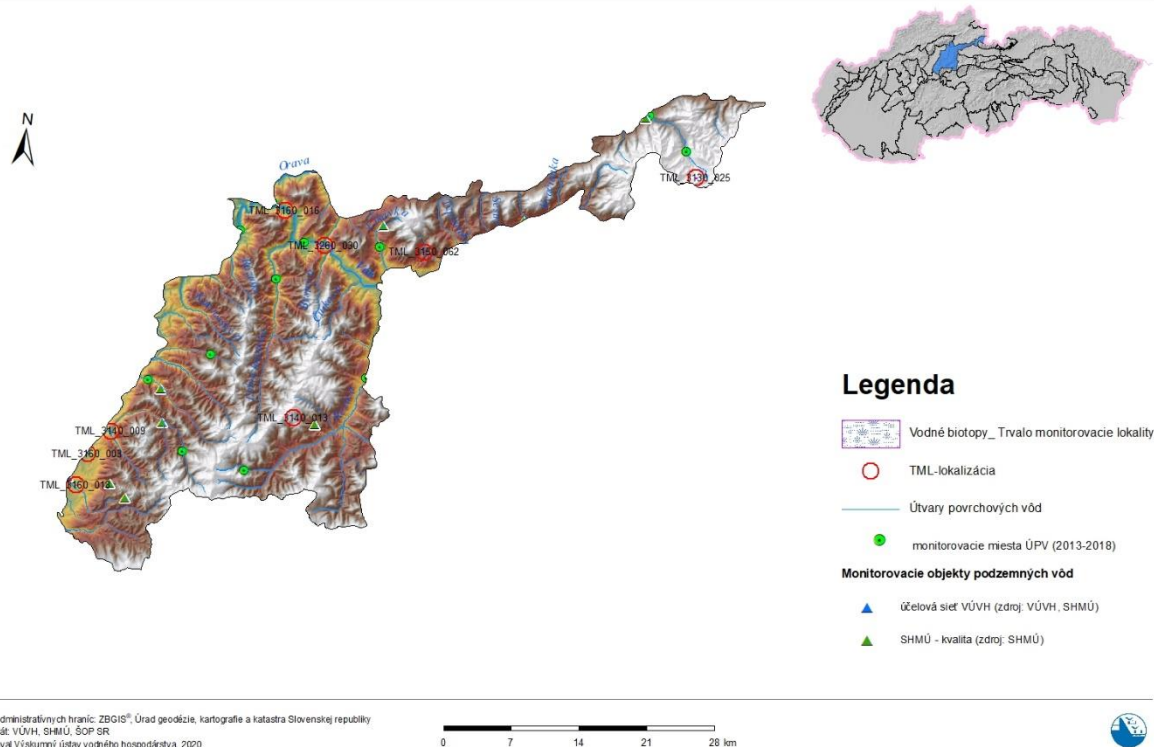 N
Orava
TML_3130_025
TML_3160_016
TML_3260_030
TML_3150_062
TML_3140_013
TML_3140_009
TML_3160_008
Legenda
Vodné biotopy_ Trvalo monitorovacie lokality
TML-lokalizácia
Útvary povrchových vôd
monitorovacie miesta ÚPV (2013-2018)
Monitorovacie objekty podzemných vôd
účelová sieť VÚVH (zdroj: VÚVH, SHMÚ)
SHMÚ - kvalita (zdroj: SHMÚ)
dministratívnych hraníc: ZBGIS®, Úrad geodézie, kartografie a katastra Slovenskej republiky
át: VÚVH, SHMÚ, ŠOP SR
val Výskumný ústav vodného hospodárstva, 2020
0 7 14 21 28 km